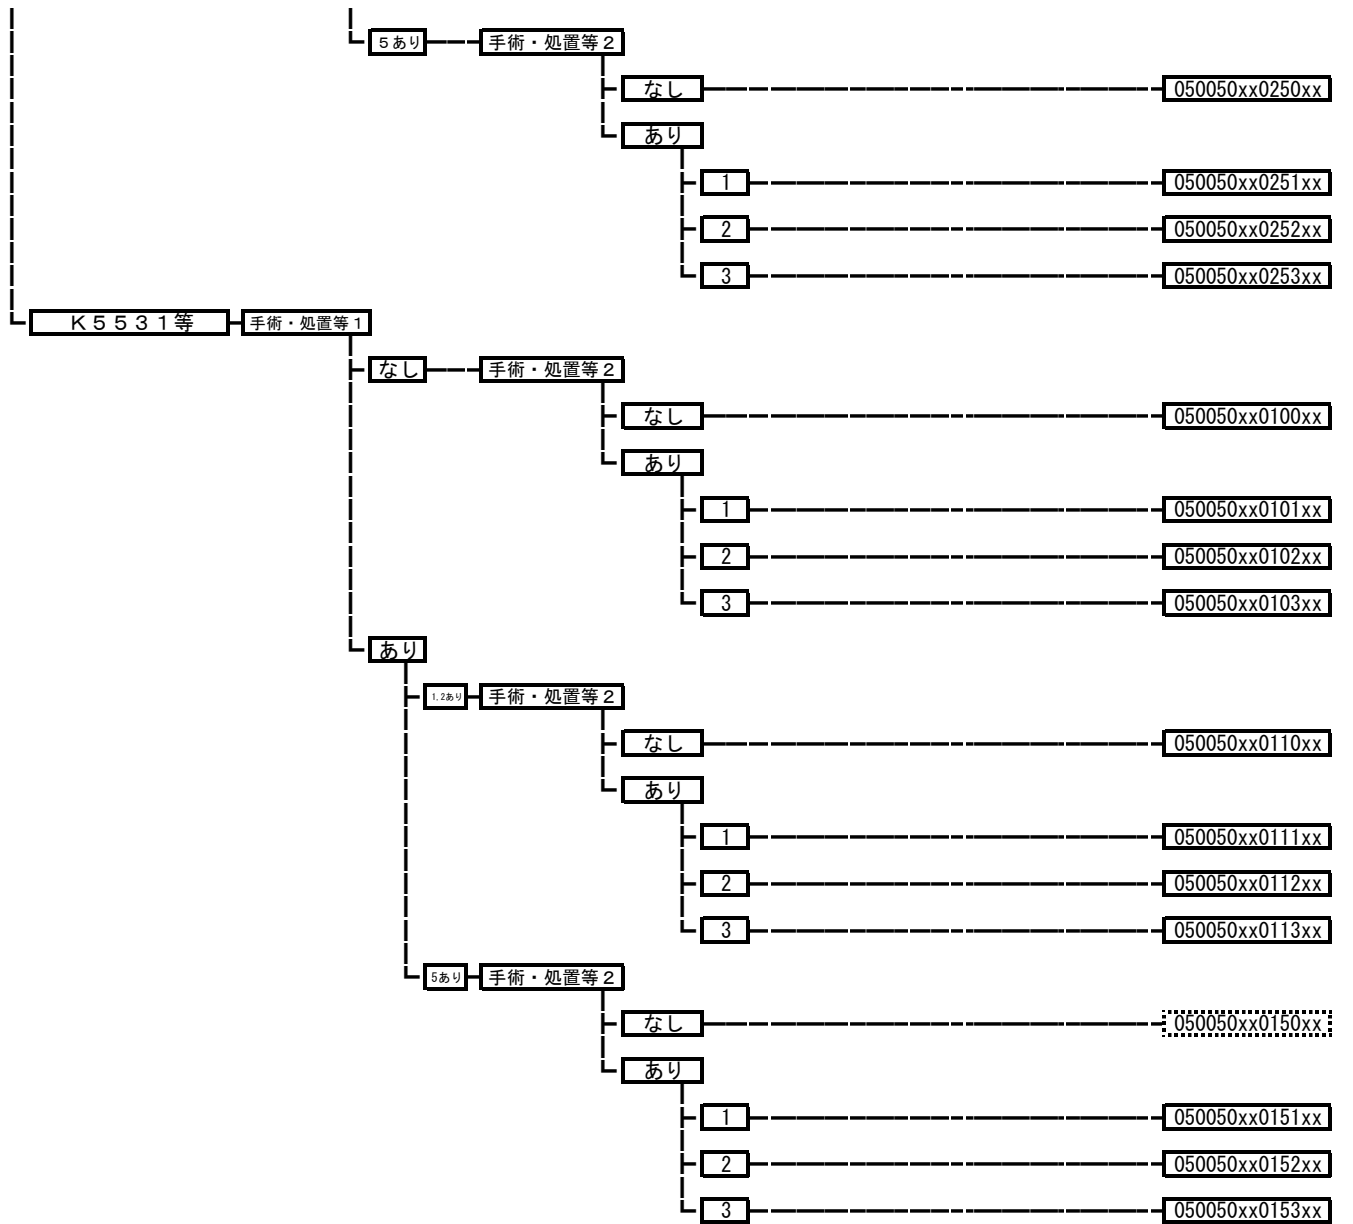 ５あり 手術・処置等２
なし 050050xx0250xx
あり
1 050050xx0251xx
2 050050xx0252xx
3 050050xx0253xx
Ｋ５５３１等 手術・処置等１
なし 手術・処置等２
なし 050050xx0100xx
あり
1 050050xx0101xx
2 050050xx0102xx
3 050050xx0103xx
あり
1,2あり 手術・処置等２
なし 050050xx0110xx
あり
1 050050xx0111xx
2 050050xx0112xx
3 050050xx0113xx
5あり 手術・処置等２
なし 050050xx0150xx
あり
1 050050xx0151xx
2 050050xx0152xx
3 050050xx0153xx